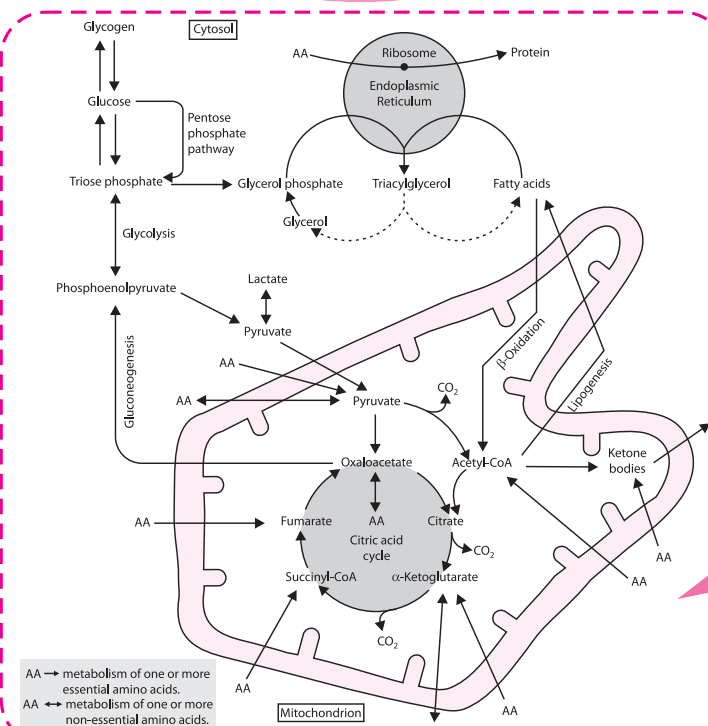 Glycogen
Cytosol
AA
Ribosome
Protein
Endoplasmic
Reticulum
Glucose
Pentose
phosphate
pathway
Triose phosphate
Glycerol phosphate
Triacylglycerol
Fatty acids
Glycerol
Glycolysis
Phosphoenolpyruvate
Lactate
Pyruvate
β-Oxidation
Lipogenesis
Gluconeogenesis
AA
AA
Pyruvate
CO₂
Oxaloacetate
Acetyl-CoA
Ketone
bodies
AA
Fumarate
AA
Citrate
Citric acid
cycle
CO₂
AA
AA
Succinyl-CoA
α-Ketoglutarate
CO₂
AA
AA
AA → metabolism of one or more
essential amino acids.
AA ↔ metabolism of one or more
non-essential amino acids.
Mitochondrion